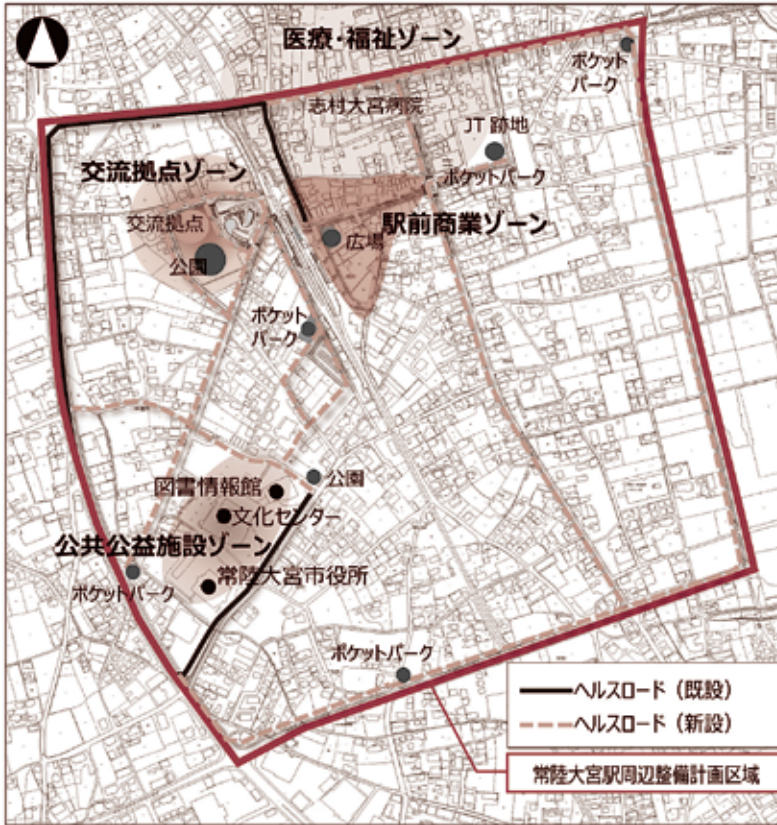 医療・福祉ゾーン
ポケット
パーク
志村大宮病院
JT 跡地
交流拠点ゾーン
ポケットパーク
交流拠点
駅前商業ゾーン
広場
公園
ポケット
パーク
公園
図書情報館
文化センター
公共公益施設ゾーン
常陸大宮市役所
ポケットパーク
ポケットパーク
ヘルスロード（既設）
ヘルスロード（新設）
常陸大宮駅周辺整備計画区域